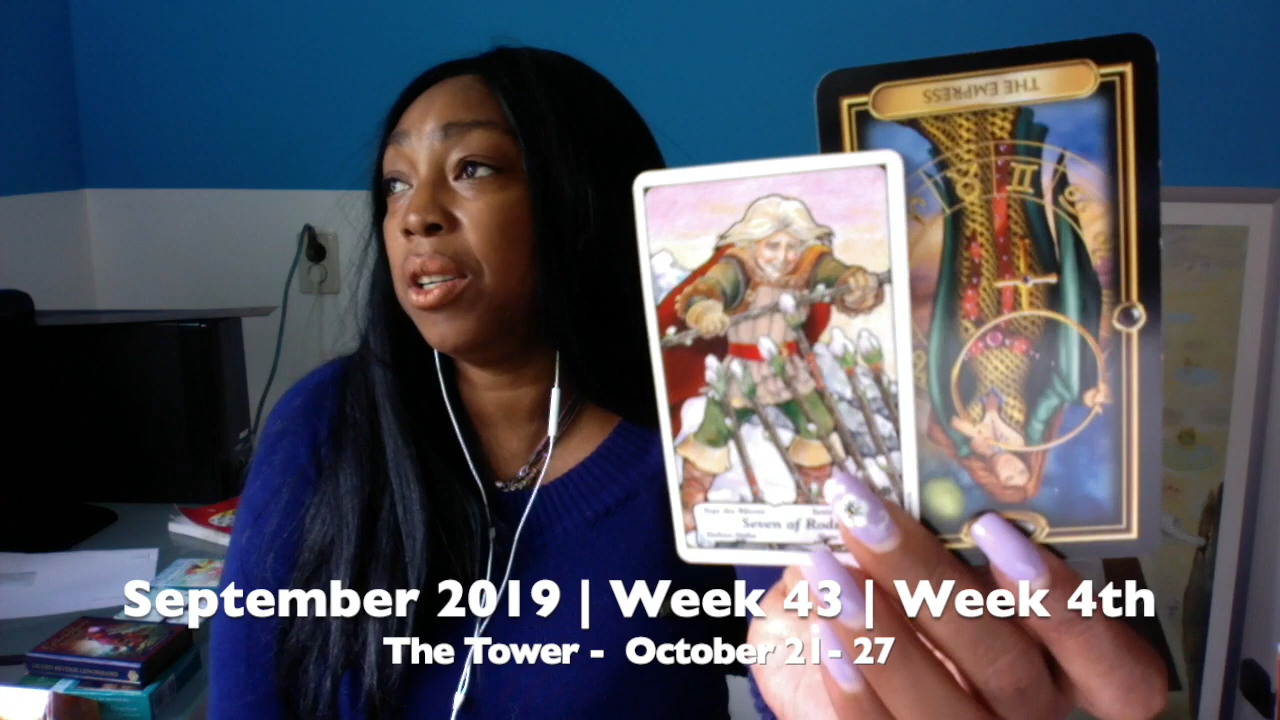 THE EMPRESS
Seven of Rods
September 2019 | Week 43 | Week 4th
The Tower - October 21- 27